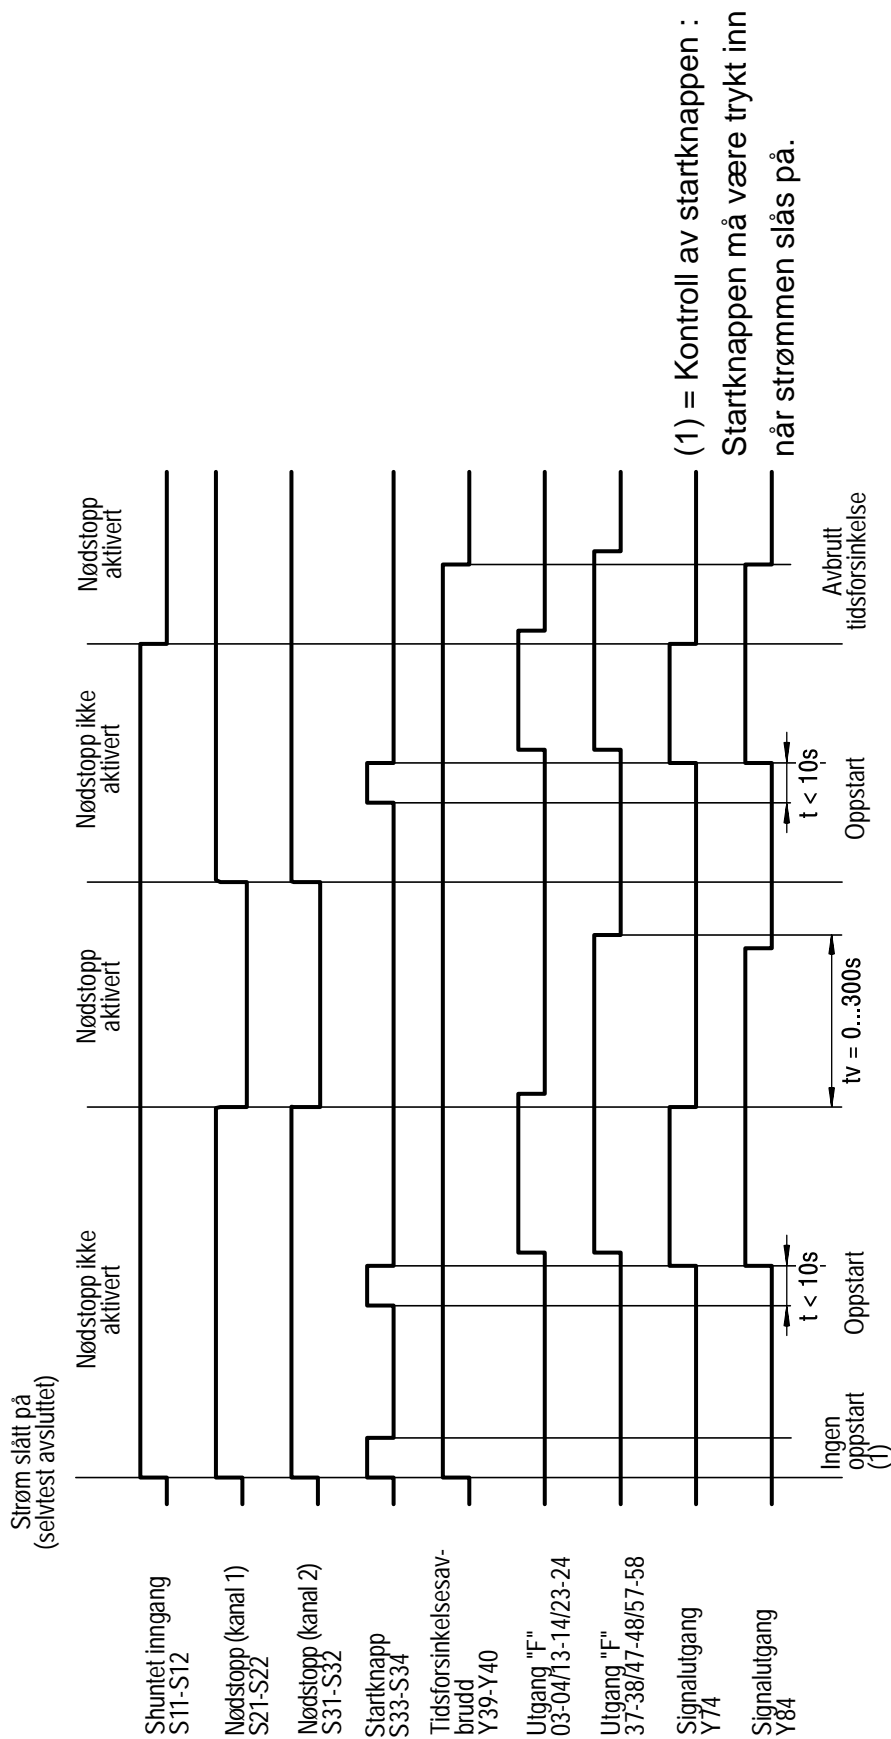 Strøm slått på
(selvtest avsluttet)
Nødstopp ikke
aktivert
Nødstopp
aktivert
Nødstopp ikke
aktivert
Nødstopp
aktivert
Shuntet inngang
S11-S12
Nødstopp (kanal 1)
S21-S22
Nødstopp (kanal 2)
S31-S32
Startknapp
S33-S34
Tidsforsinkelsesav-
brudd
Y39-Y40
Utgang "F"
03-04/13-14/23-24
Utgang "F"
37-38/47-48/57-58
Signalutgang
Y74
Signalutgang
Y84
t < 10s
tv = 0...300s
t < 10s
Ingen
oppstart
(1)
Oppstart
Oppstart
Avbrutt
tidsforsinkelse
(1) = Kontroll av startknappen :
Startknappen må være trykt inn
når strømmen slås på.